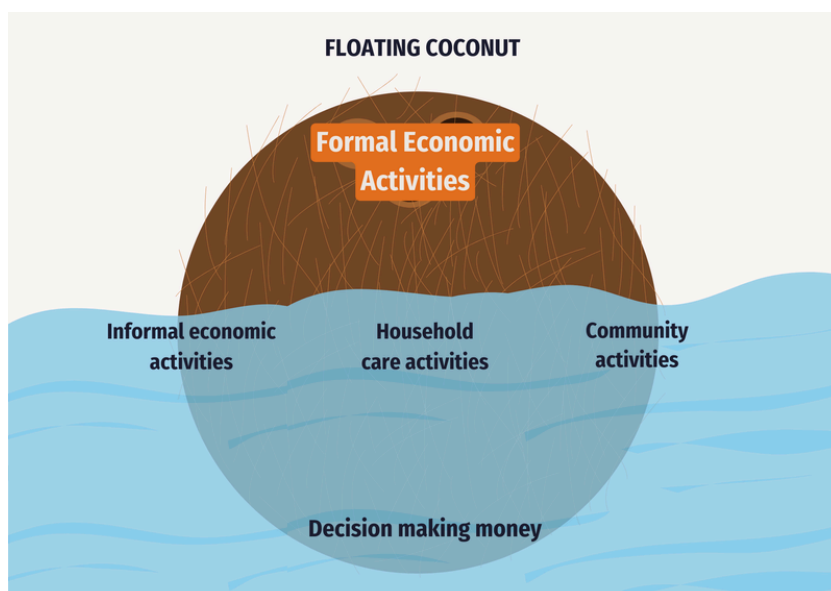 FLOATING COCONUT
Formal Economic
Activities
Informal economic
activities
Household
care activities
Community
activities
Decision making money